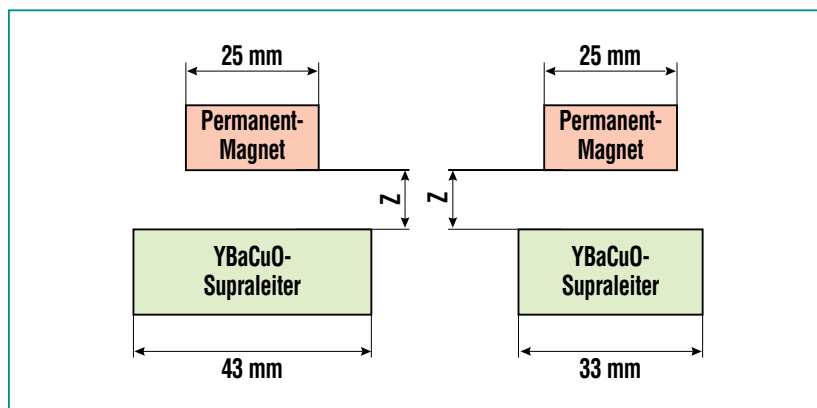 25 mm
25 mm
Permanent-
Magnet
Permanent-
Magnet
Z
Z
YBaCuO-
Supraleiter
YBaCuO-
Supraleiter
43 mm
33 mm